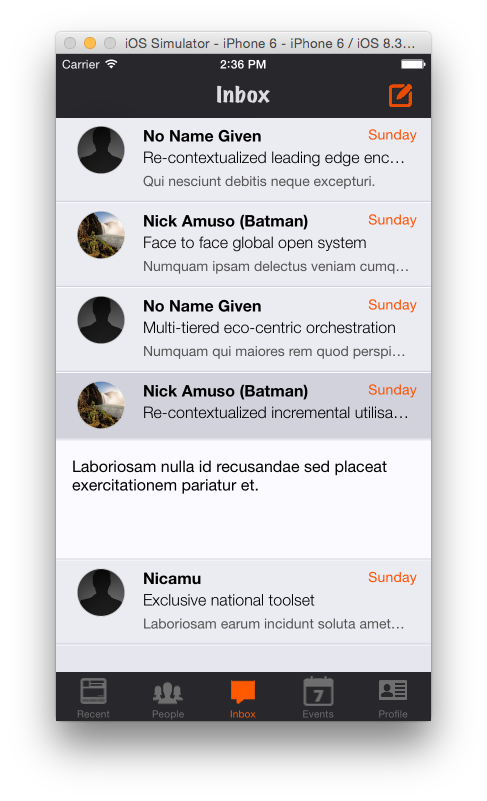 iOS Simulator - iPhone 6 - iPhone 6 / iOS 8.3…
Carrier 2:36 PM
Inbox
No Name Given Sunday
Re-contextualized leading edge enc…
Qui nesciunt debitis neque excepturi.
Nick Amuso (Batman) Sunday
Face to face global open system
Numquam ipsam delectus veniam cumq…
No Name Given Sunday
Multi-tiered eco-centric orchestration
Numquam qui maiores rem quod perspi…
Nick Amuso (Batman) Sunday
Re-contextualized incremental utilisa…
Laboriosam nulla id recusandae sed placeat
exercitationem pariatur et.
Nicamu Sunday
Exclusive national toolset
Laboriosam earum incidunt soluta amet…
7
Recent People Inbox Events Profile